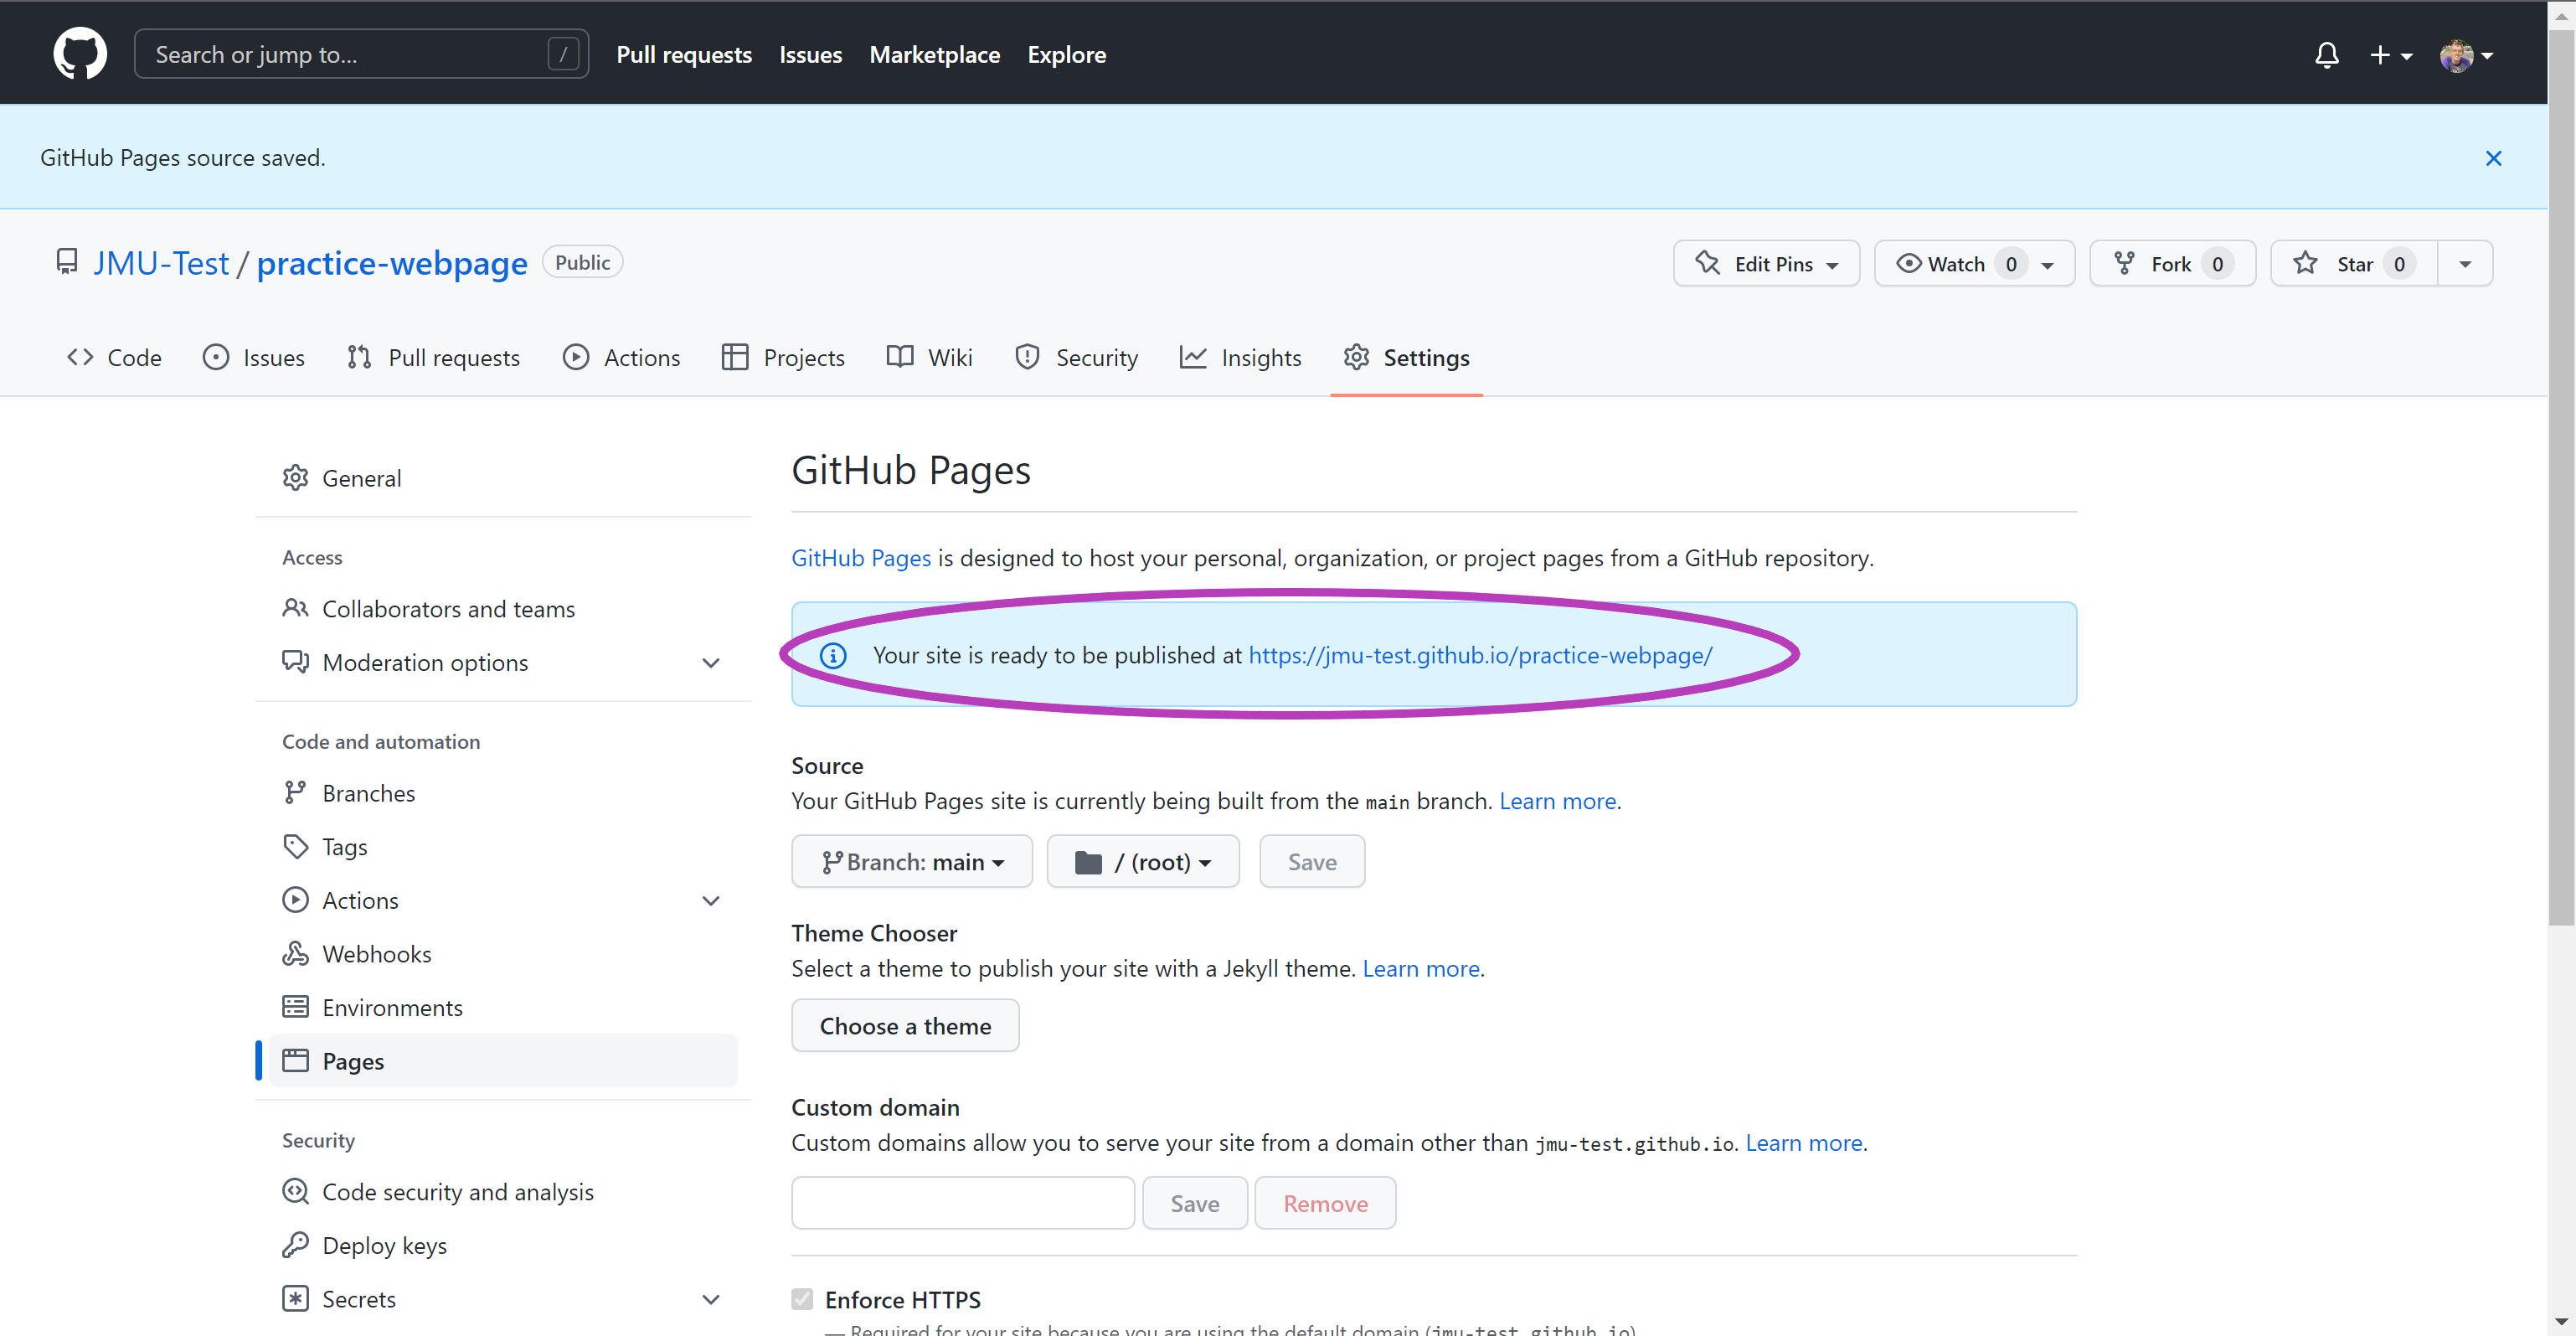 Search or jump to... /
Pull requests Issues Marketplace Explore
GitHub Pages source saved.
JMU-Test / practice-webpage Public
Edit Pins Watch 0 Fork 0 Star 0
Code Issues Pull requests Actions Projects Wiki Security Insights Settings
General
Access
Collaborators and teams
Moderation options
Code and automation
Branches
Tags
Actions
Webhooks
Environments
Pages
Security
Code security and analysis
Deploy keys
Secrets
GitHub Pages
GitHub Pages is designed to host your personal, organization, or project pages from a GitHub repository.
Your site is ready to be published at https://jmu-test.github.io/practice-webpage/
Source
Your GitHub Pages site is currently being built from the main branch. Learn more.
Branch: main / (root) Save
Theme Chooser
Select a theme to publish your site with a Jekyll theme. Learn more.
Choose a theme
Custom domain
Custom domains allow you to serve your site from a domain other than jmu-test.github.io. Learn more.
Save Remove
Enforce HTTPS
— Required for your site because you are using the default domain (jmu-test.github.io)